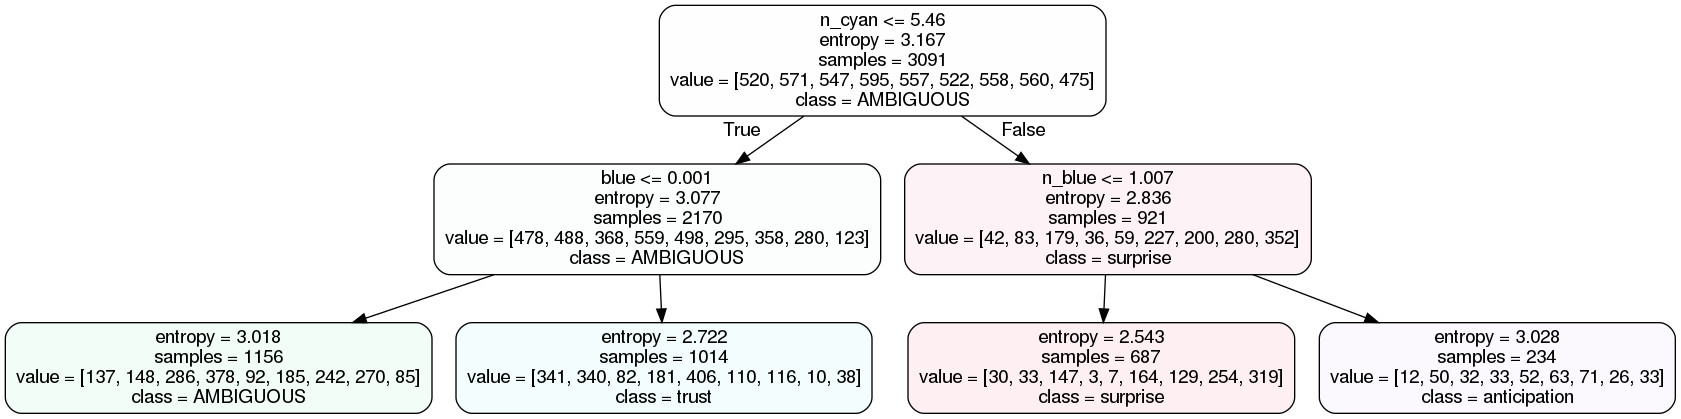 n_cyan <= 5.46
entropy = 3.167
samples = 3091
value = [520, 571, 547, 595, 557, 522, 558, 560, 475]
class = AMBIGUOUS
True
False
blue <= 0.001
entropy = 3.077
samples = 2170
value = [478, 488, 368, 559, 498, 295, 358, 280, 123]
class = AMBIGUOUS
n_blue <= 1.007
entropy = 2.836
samples = 921
value = [42, 83, 179, 36, 59, 227, 200, 280, 352]
class = surprise
entropy = 3.018
samples = 1156
value = [137, 148, 286, 378, 92, 185, 242, 270, 85]
class = AMBIGUOUS
entropy = 2.722
samples = 1014
value = [341, 340, 82, 181, 406, 110, 116, 10, 38]
class = trust
entropy = 2.543
samples = 687
value = [30, 33, 147, 3, 7, 164, 129, 254, 319]
class = surprise
entropy = 3.028
samples = 234
value = [12, 50, 32, 33, 52, 63, 71, 26, 33]
class = anticipation